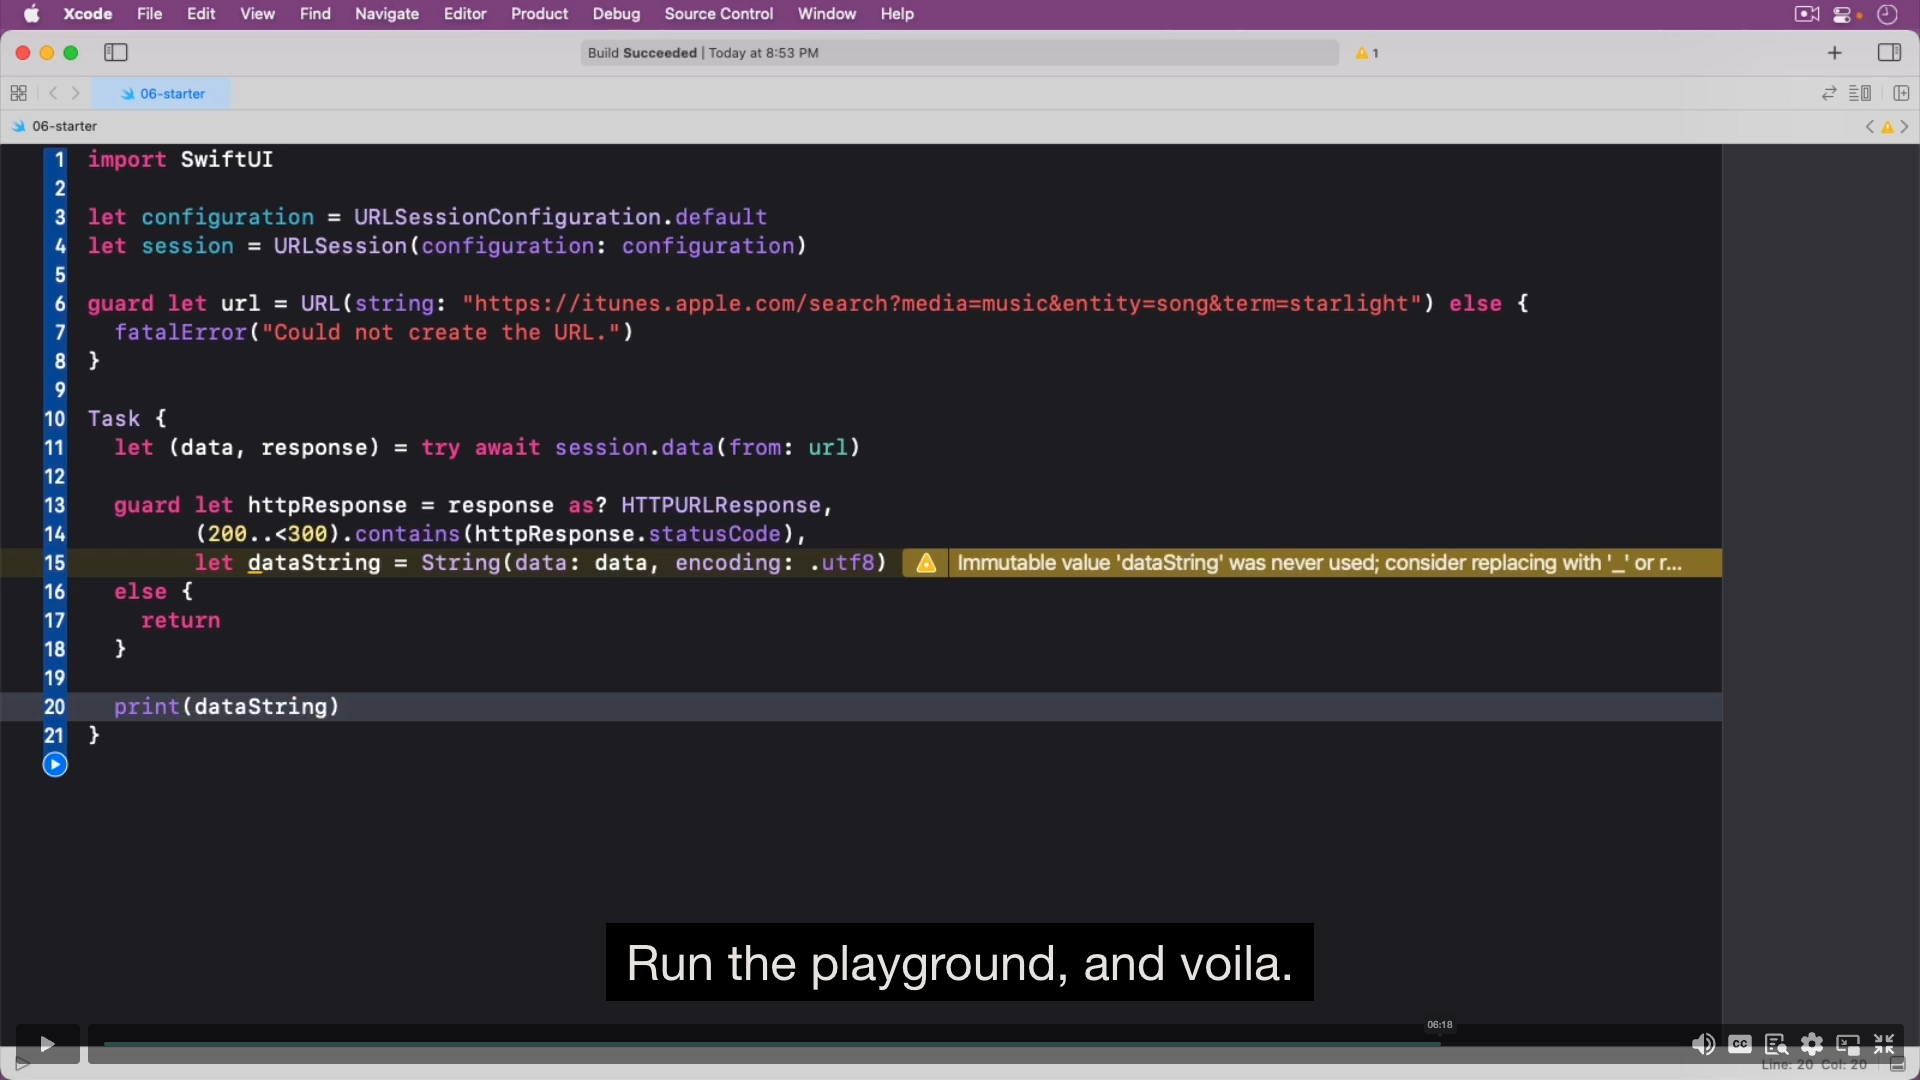 Xcode File Edit View Find Navigate Editor Product Debug Source Control Window Help
Build Succeeded | Today at 8:53 PM
1
06-starter
06-starter
1 import SwiftUI
2
3 let configuration = URLSessionConfiguration.default
4 let session = URLSession(configuration: configuration)
5
6 guard let url = URL(string: "https://itunes.apple.com/search?media=music&entity=song&term=starlight") else {
7 fatalError("Could not create the URL.")
8 }
9
10 Task {
11 let (data, response) = try await session.data(from: url)
12
13 guard let httpResponse = response as? HTTPURLResponse,
14 (200..<300).contains(httpResponse.statusCode),
15 let dataString = String(data: data, encoding: .utf8) Immutable value 'dataString' was never used; consider replacing with '_' or r...
16 else {
17 return
18 }
19
20 print(dataString)
21 }
Run the playground, and voila.
06:18
CC
Line: 20 Col: 20